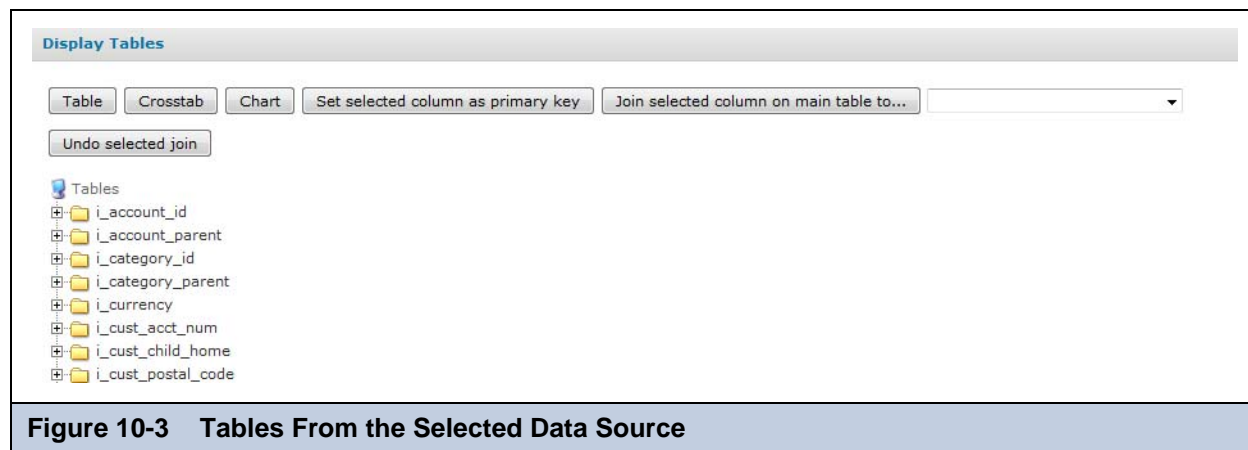 Display Tables
Table Crosstab Chart Set selected column as primary key Join selected column on main table to...
Undo selected join
Tables
i_account_id
i_account_parent
i_category_id
i_category_parent
i_currency
i_cust_acct_num
i_cust_child_home
i_cust_postal_code
Figure 10-3 Tables From the Selected Data Source